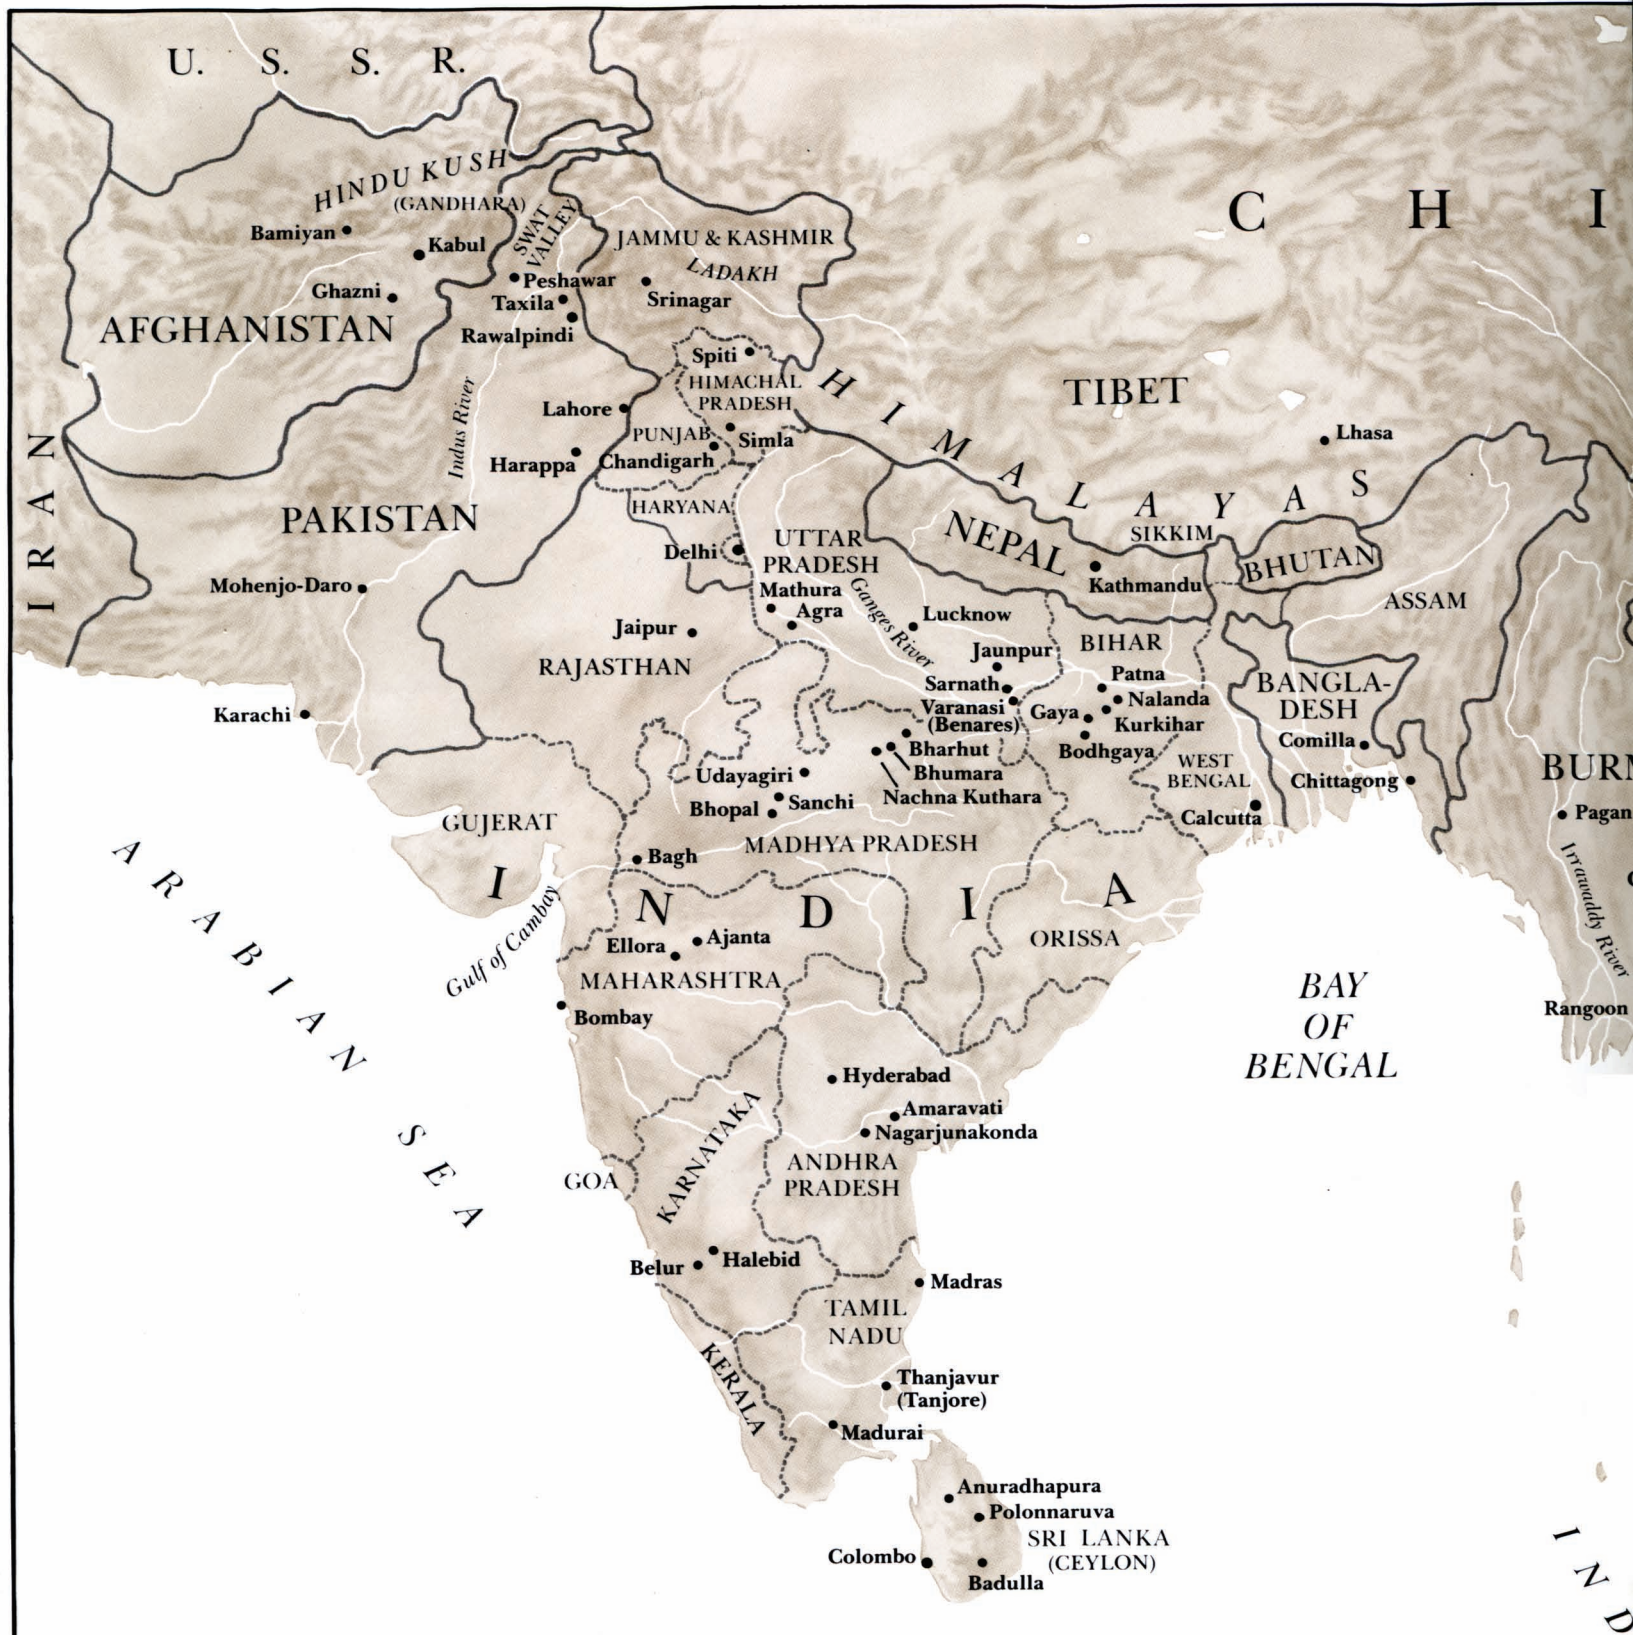 U. S. S. R.
HINDU KUSH
(GANDHARA)
SWAT
VALLEY
C H I
Bamiyan
Kabul
JAMMU & KASHMIR
LADAKH
Ghazni
Peshawar
Taxila
Srinagar
AFGHANISTAN
Rawalpindi
Spiti
HIMACHAL
PRADESH
HIMALAYAS
TIBET
Lahore
Indus River
PUNJAB
Simla
Lhasa
Harappa
Chandigarh
IRAN
PAKISTAN
HARYANA
NEPAL
SIKKIM
Delhi
UTTAR
PRADESH
BHUTAN
Kathmandu
Mohenjo-Daro
Mathura
Agra
Ganges River
Lucknow
ASSAM
Jaipur
RAJASTHAN
Jaunpur
BIHAR
Sarnath
Patna
BANGLA-
DESH
Varanasi
(Benares)
Gaya
Nalanda
Kurkihar
Karachi
Bodhgaya
Comilla
Bharhut
Bhumara
Nachna Kuthara
WEST
BENGAL
Chittagong
BURM
Udayagiri
Bhopal
Sanchi
Calcutta
Pagan
GUJERAT
MADHYA PRADESH
Bagh
Irrawaddy River
INDIA
ARABIAN SEA
Gulf of Cambay
Ellora
Ajanta
ORISSA
MAHARASHTRA
BAY
OF
BENGAL
Bombay
Rangoon
Hyderabad
Amaravati
Nagarjunakonda
KARNATAKA
ANDHRA
PRADESH
GOA
Belur
Halebid
Madras
TAMIL
NADU
KERALA
Thanjavur
(Tanjore)
Madurai
Anuradhapura
Polonnaruva
SRI LANKA
(CEYLON)
Colombo
Badulla
IND